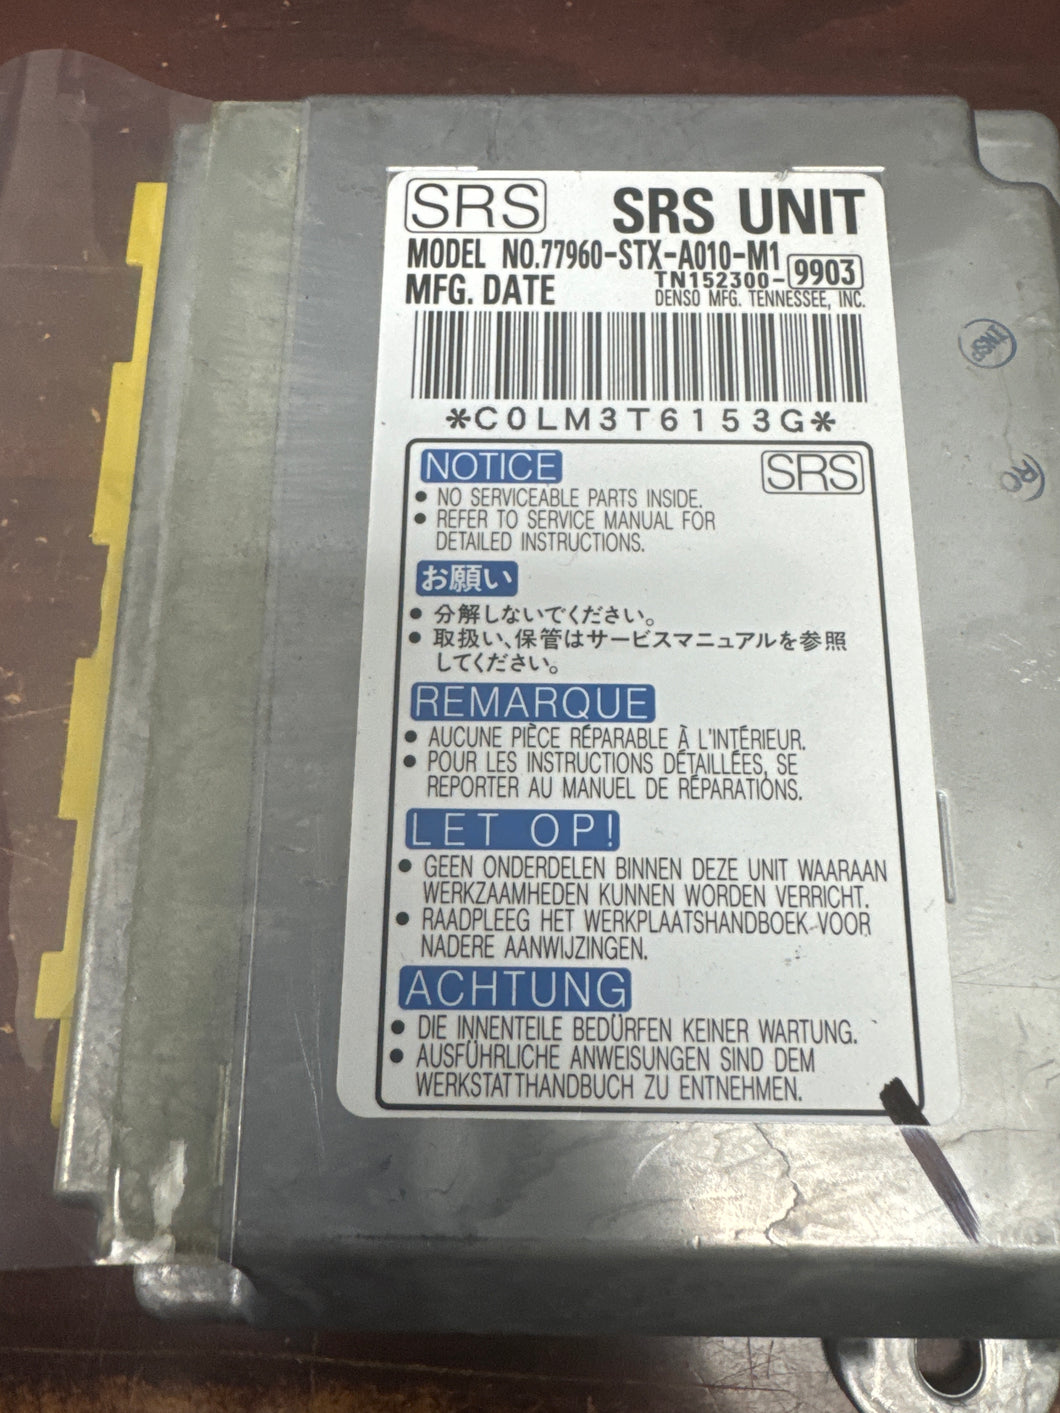 SRS SRS UNIT
MODEL NO.77960-STX-A010-M1
MFG. DATE TN152300-9903
DENSO MFG. TENNESSEE, INC.
*C0LM3T6153G*
NOTICE SRS
● NO SERVICEABLE PARTS INSIDE.
● REFER TO SERVICE MANUAL FOR
DETAILED INSTRUCTIONS.
お願い
● 分解しないでください。
● 取扱い、保管はサービスマニュアルを参照
してください。
REMARQUE
● AUCUNE PIÈCE RÉPARABLE À L'INTÉRIEUR.
● POUR LES INSTRUCTIONS DÉTAILLÉES, SE
REPORTER AU MANUEL DE RÉPARATIONS.
LET OP!
● GEEN ONDERDELEN BINNEN DEZE UNIT WAARAAN
WERKZAAMHEDEN KUNNEN WORDEN VERRICHT.
● RAADPLEEG HET WERKPLAATSHANDBOEK VOOR
NADERE AANWIJZINGEN.
ACHTUNG
● DIE INNENTEILE BEDÜRFEN KEINER WARTUNG.
● AUSFÜHRLICHE ANWEISUNGEN SIND DEM
WERKSTATTHANDBUCH ZU ENTNEHMEN.
INSP